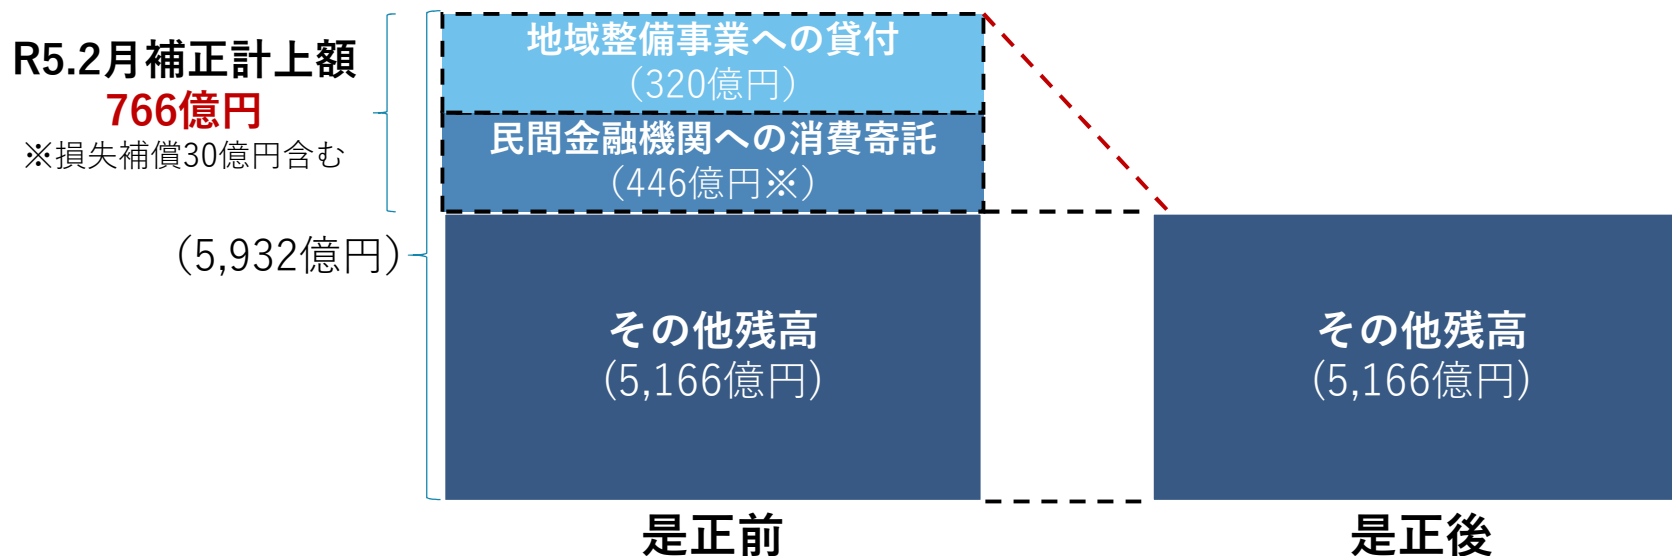 R5.2月補正計上額
766億円
※損失補償30億円含む
(5,932億円)
地域整備事業への貸付
(320億円)
民間金融機関への消費寄託
(446億円※)
その他残高
(5,166億円)
是正前
その他残高
(5,166億円)
是正後